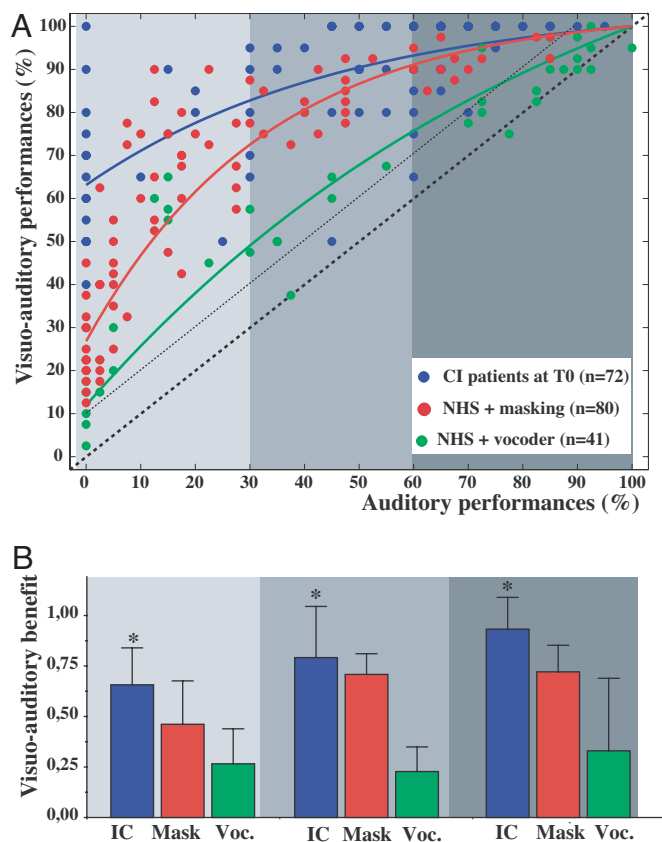 A
Visuo-auditory performances (%)
100
90
80
70
60
50
40
30
20
10
0
CI patients at T0 (n=72)
NHS + masking (n=80)
NHS + vocoder (n=41)
0 10 20 30 40 50 60 70 80 90 100
Auditory performances (%)
B
Visuo-auditory benefit
1,00
0,75
0,50
0,25
0,00
* * *
IC Mask Voc. IC Mask Voc. IC Mask Voc.